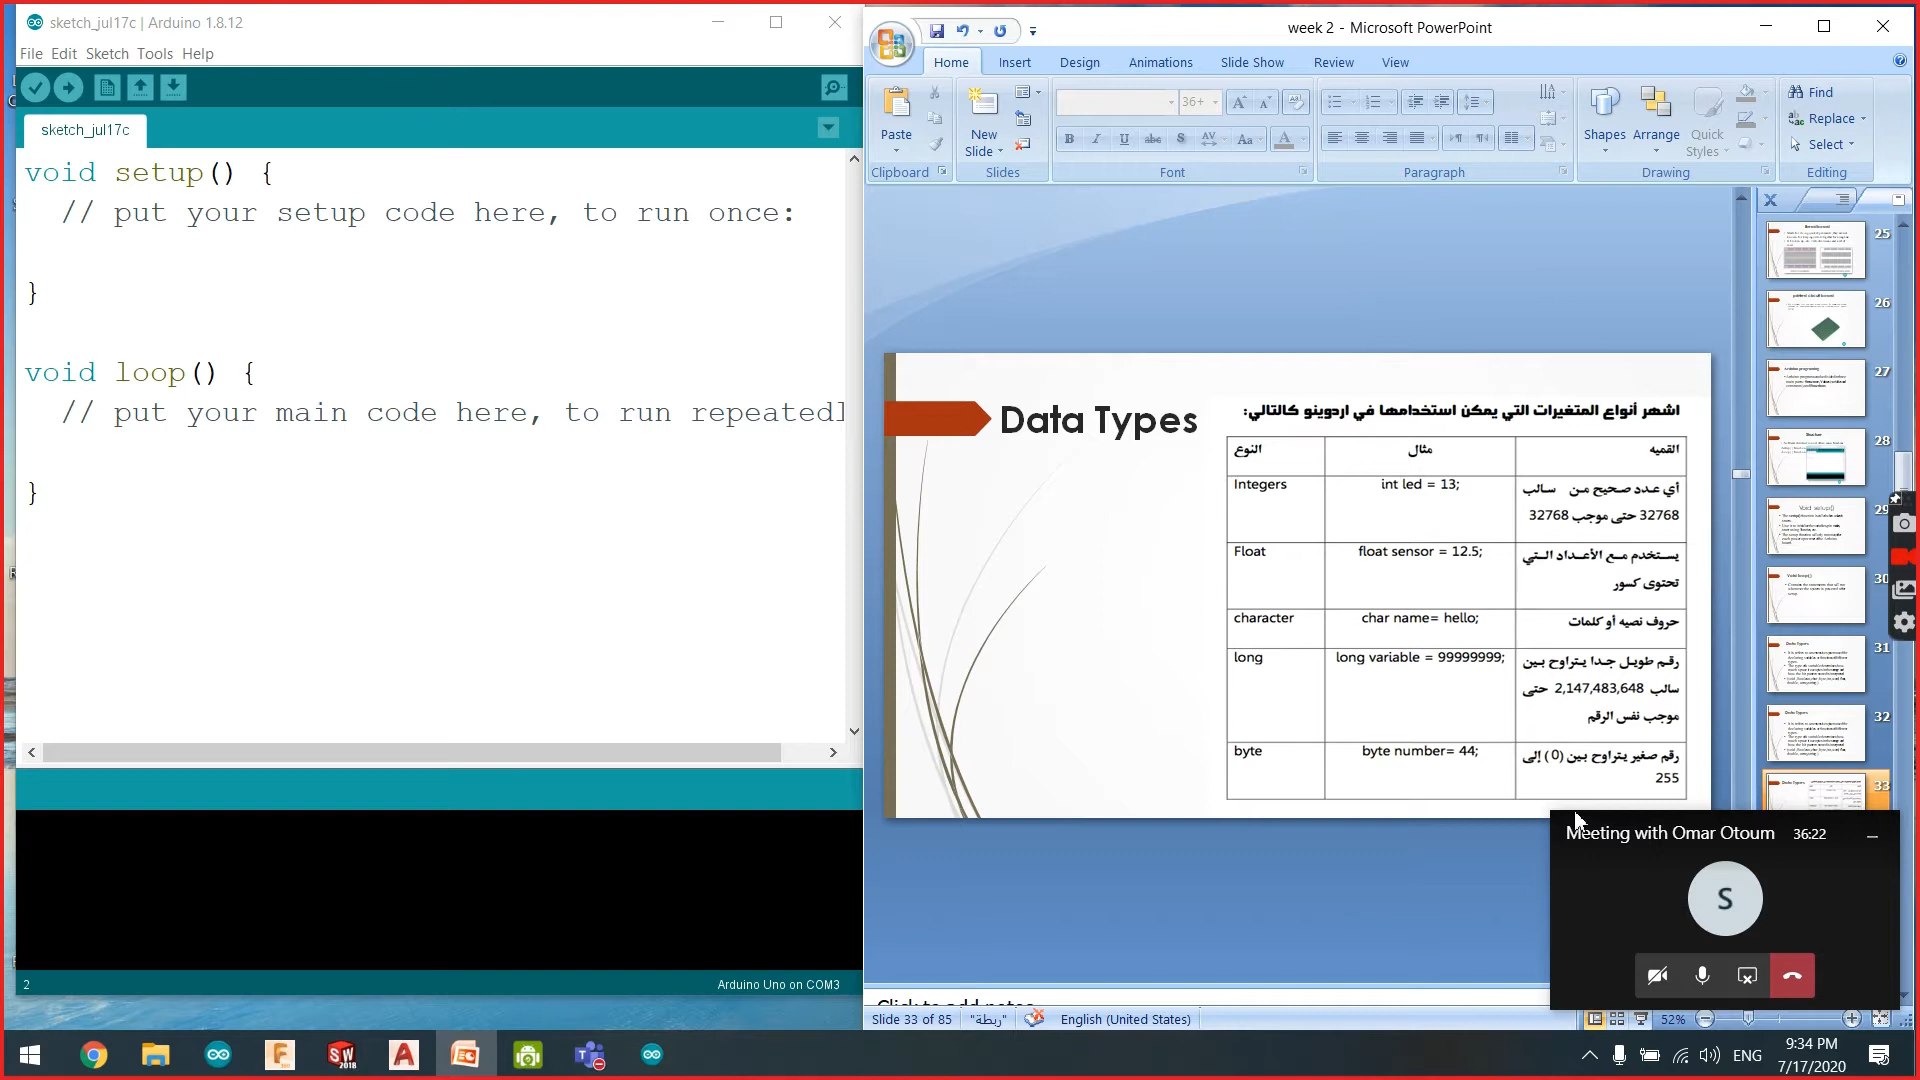 sketch_jul17c | Arduino 1.8.12
File Edit Sketch Tools Help
sketch_jul17c
void setup() {
// put your setup code here, to run once:
}
void loop() {
// put your main code here, to run repeatedl
}
2
Arduino Uno on COM3
week 2 - Microsoft PowerPoint
Home Insert Design Animations Slide Show Review View
Paste
New Slide
36+
Shapes Arrange Quick Styles
Find
Replace
Select
Clipboard Slides Font Paragraph Drawing Editing
Data Types
اشهر أنواع المتغيرات التي يمكن استخدامها في اردوينو كالتالي:
النوع مثال القميه
Integers int led = 13; أي عدد صحيح من سالب
32768 حتى موجب 32768
Float float sensor = 12.5; يستخدم مع الأعداد التي
تحتوى كسور
character char name= hello; حروف نصيه أو كلمات
long long variable = 99999999; رقم طويل جدا يتراوح بين
سالب 2,147,483,648 حتى
موجب نفس الرقم
byte byte number= 44; رقم صغير يتراوح بين (0) إلى
255
25
26
27
28
29
30
31
32
33
Data Types
Meeting with Omar Otoum 36:22
S
Slide 33 of 85 "ربطة" English (United States) 52%
ENG
9:34 PM
7/17/2020